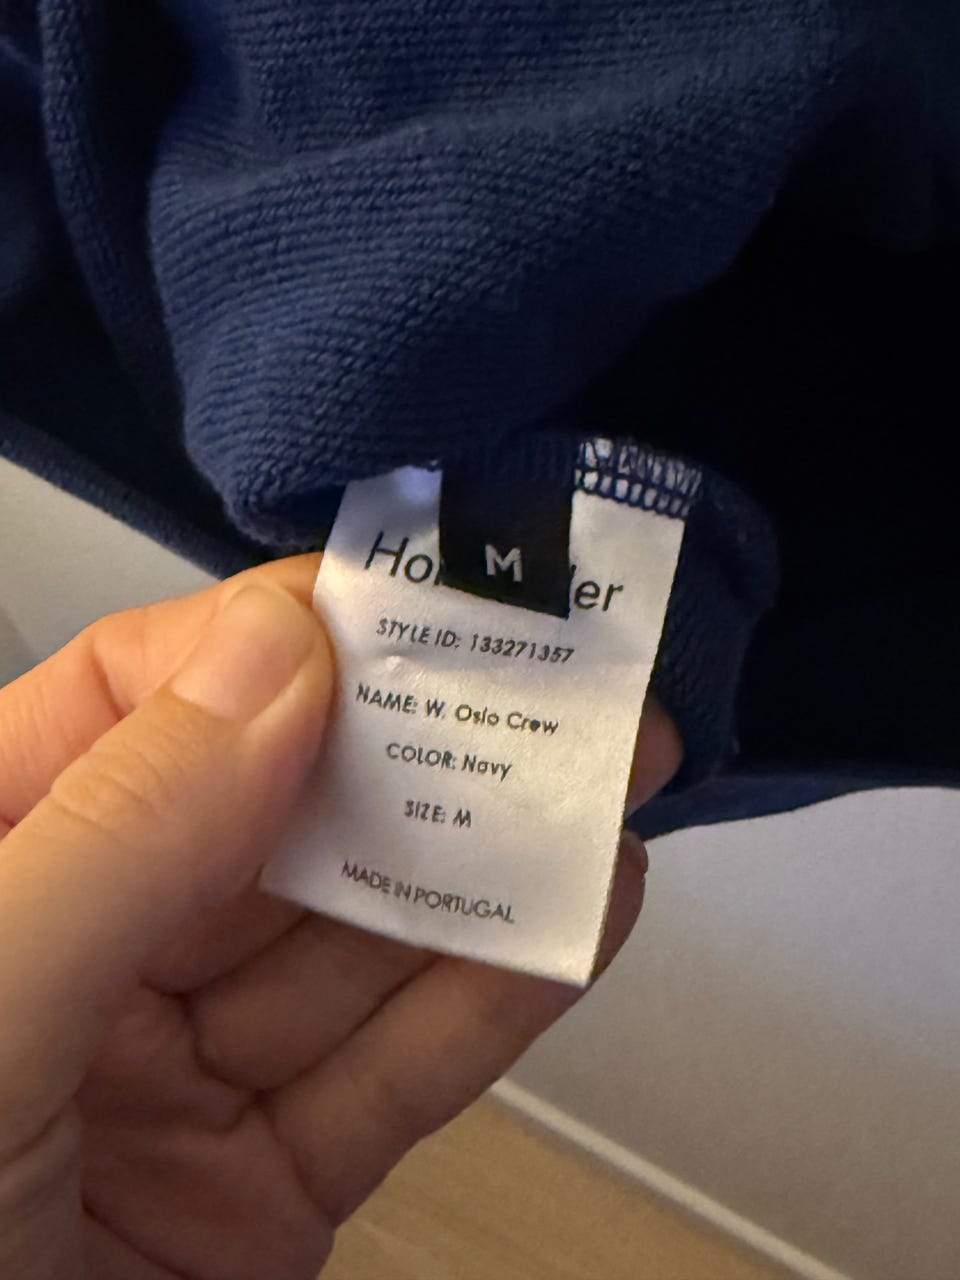 M
STYLE ID: 133271357
NAME: W. Oslo Crew
COLOR: Navy
SIZE: M
MADE IN PORTUGAL